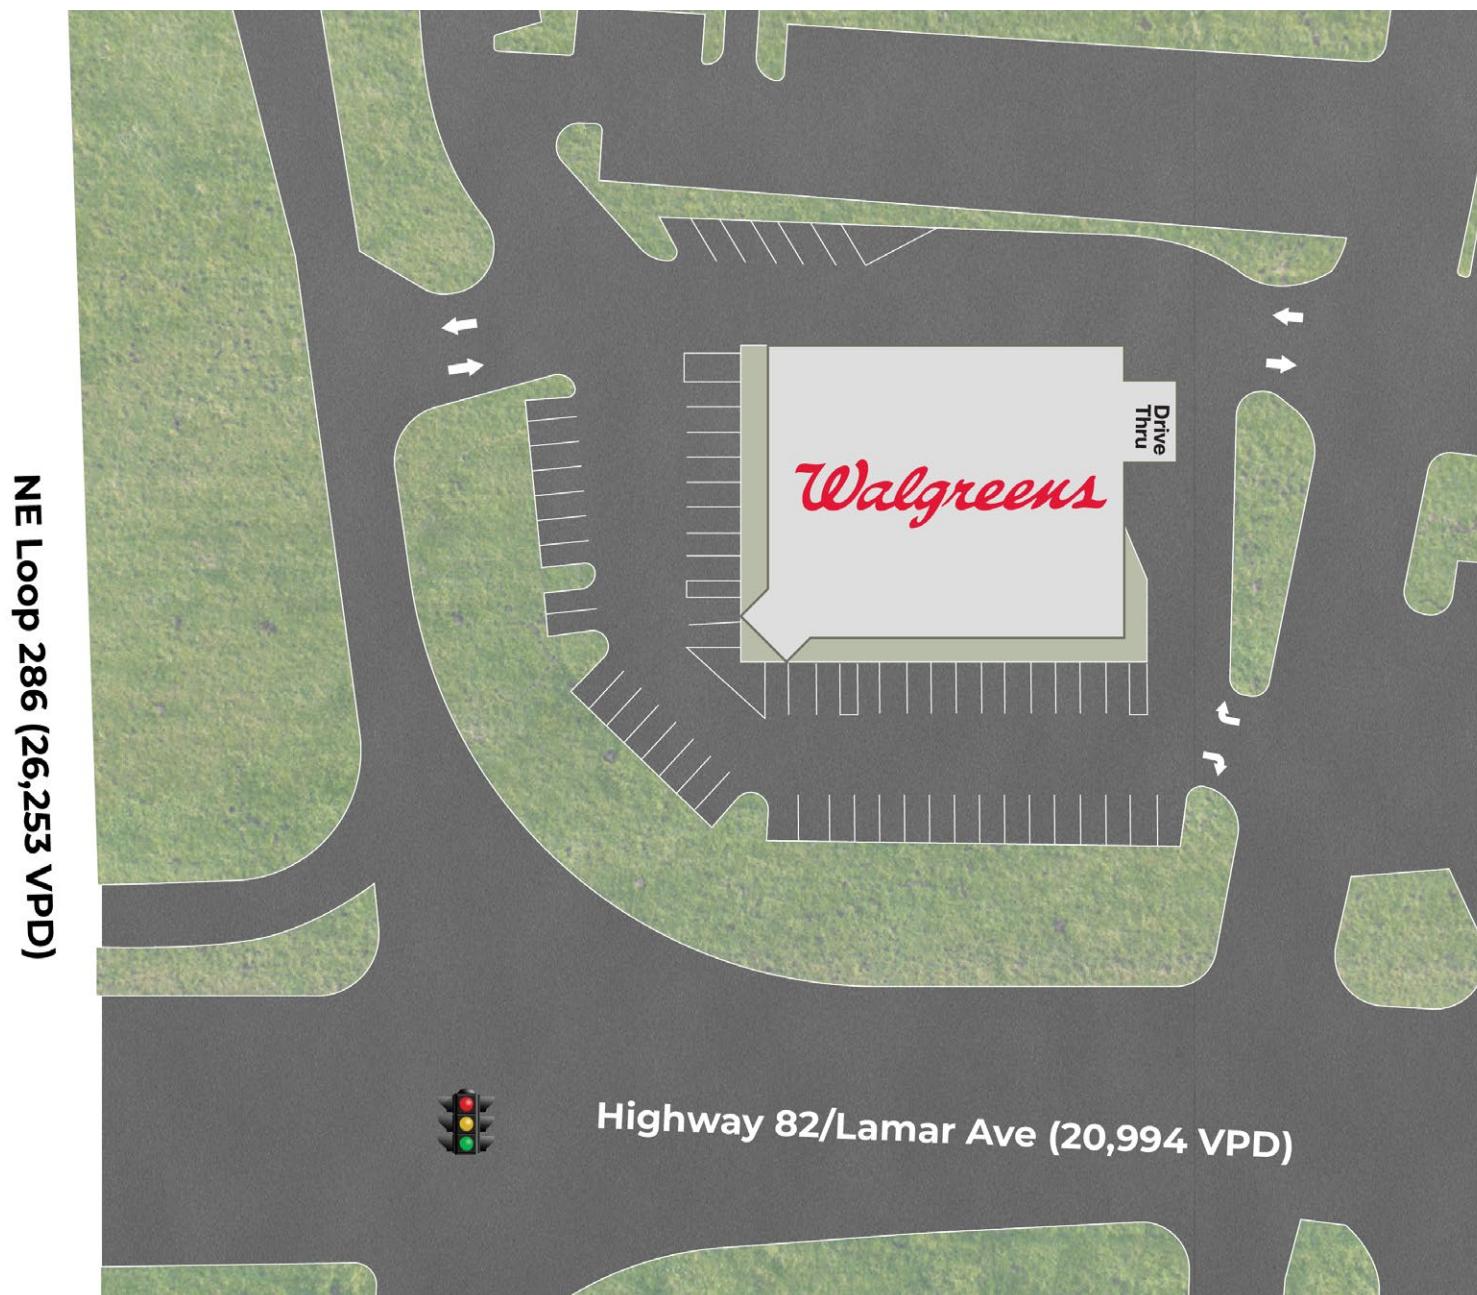 Drive
Thru
Walgreens
NE Loop 286 (26,253 VPD)
Highway 82/Lamar Ave (20,994 VPD)